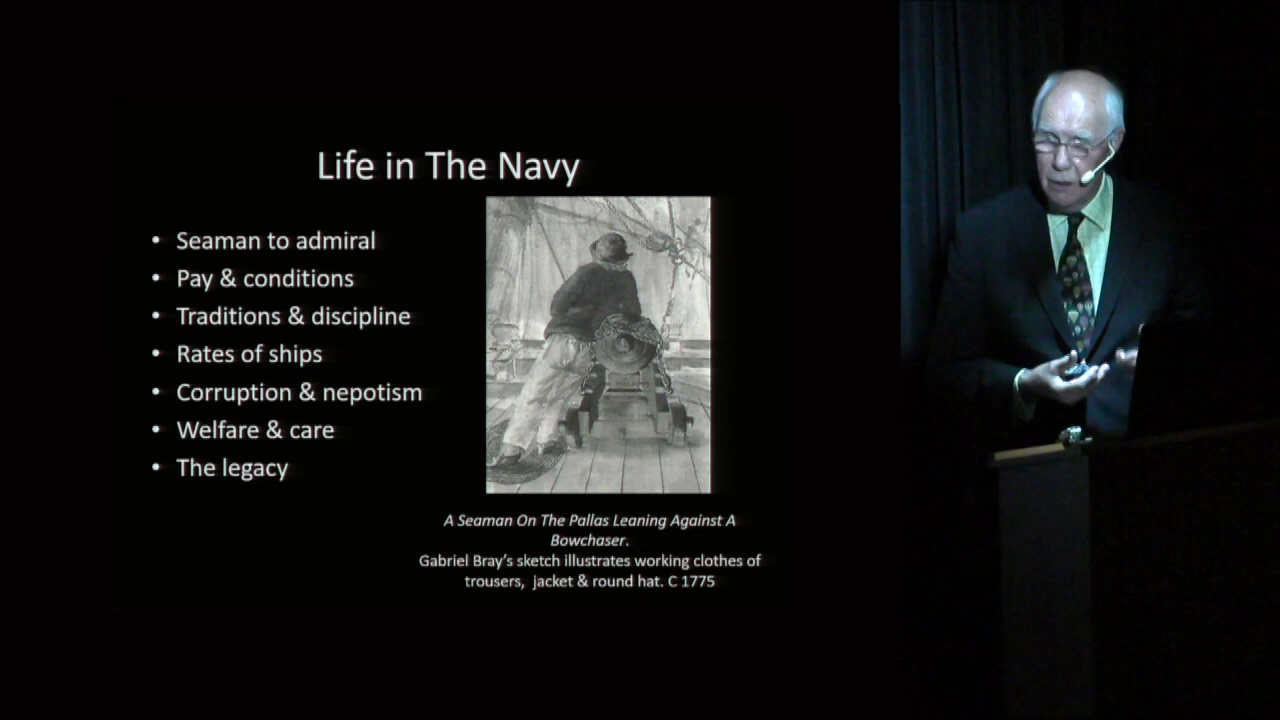 Life in The Navy
• Seaman to admiral
• Pay & conditions
• Traditions & discipline
• Rates of ships
• Corruption & nepotism
• Welfare & care
• The legacy
A Seaman On The Pallas Leaning Against A
Bowchaser.
Gabriel Bray's sketch illustrates working clothes of
trousers, jacket & round hat. C 1775